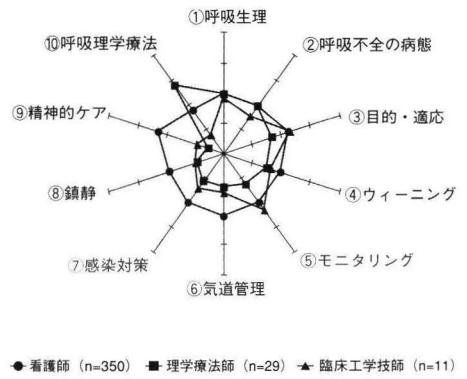 ①呼吸生理
②呼吸不全の病態
③目的・適応
④ウィーニング
⑤モニタリング
⑥気道管理
⑦感染対策
⑧鎮静
⑨精神的ケア
⑩呼吸理学療法
看護師（n=350） 理学療法師（n=29） 臨床工学技師（n=11）